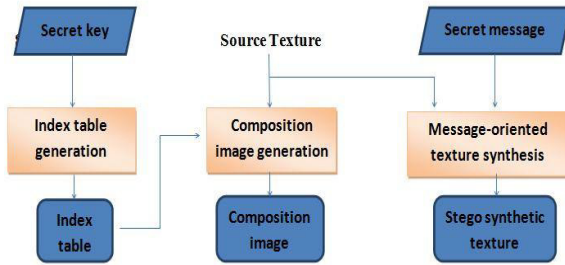 Secret key
Source Texture
Secret message
Index table
generation
Composition
image generation
Message-oriented
texture synthesis
Index
table
Composition
image
Stego synthetic
texture